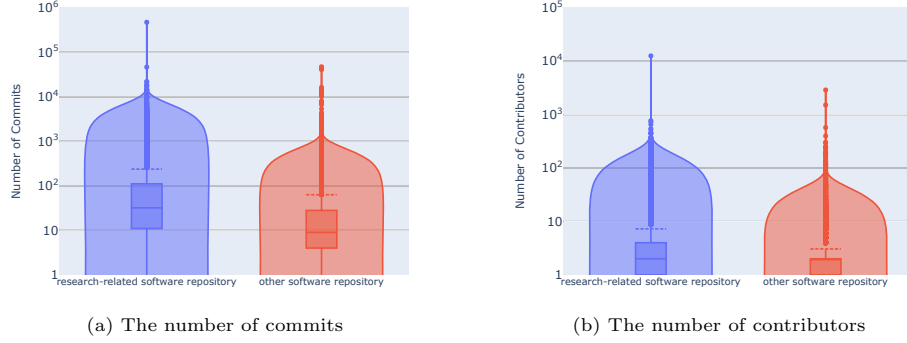 10^6
10^5
10^4
10^3
10^2
10
1
Number of Commits
research-related software repository
other software repository
(a) The number of commits
10^5
10^4
10^3
10^2
10
1
Number of Contributors
research-related software repository
other software repository
(b) The number of contributors